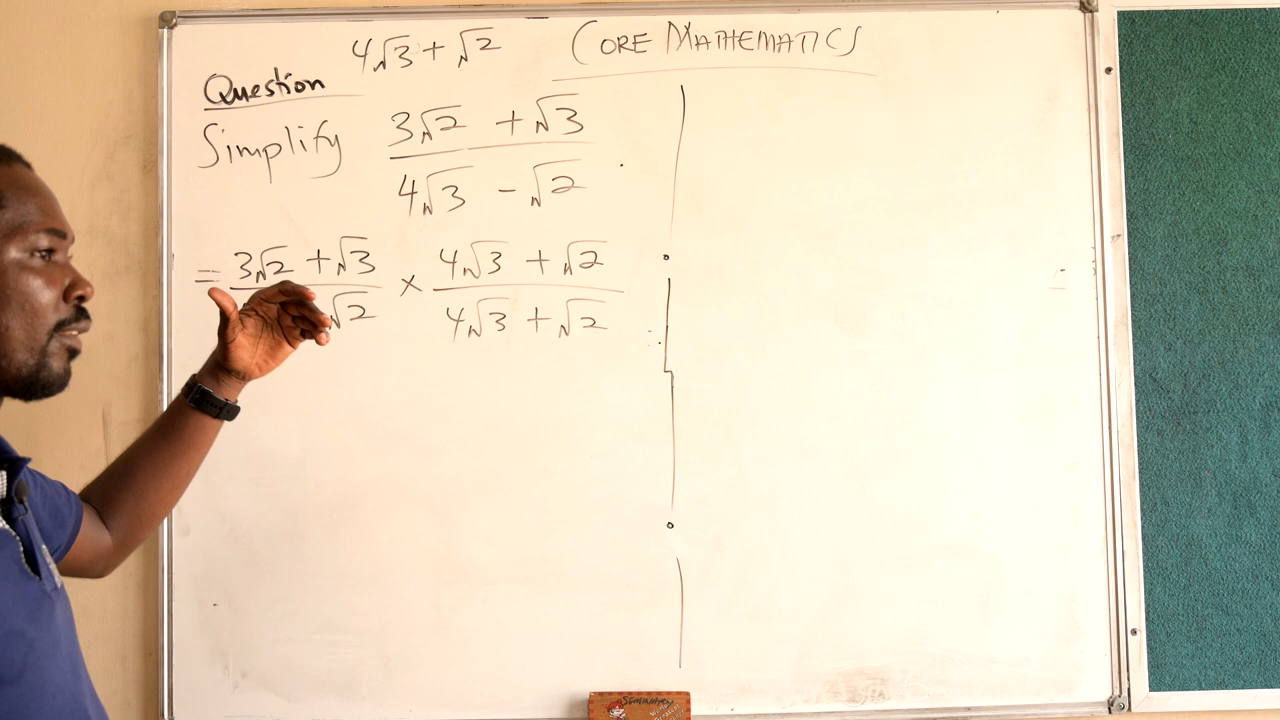 4√3 + √2
CORE MATHEMATICS
Question
Simplify (3√2 + √3)/(4√3 - √2)
= (3√2 + √3)/( √2) × (4√3 + √2)/(4√3 + √2)